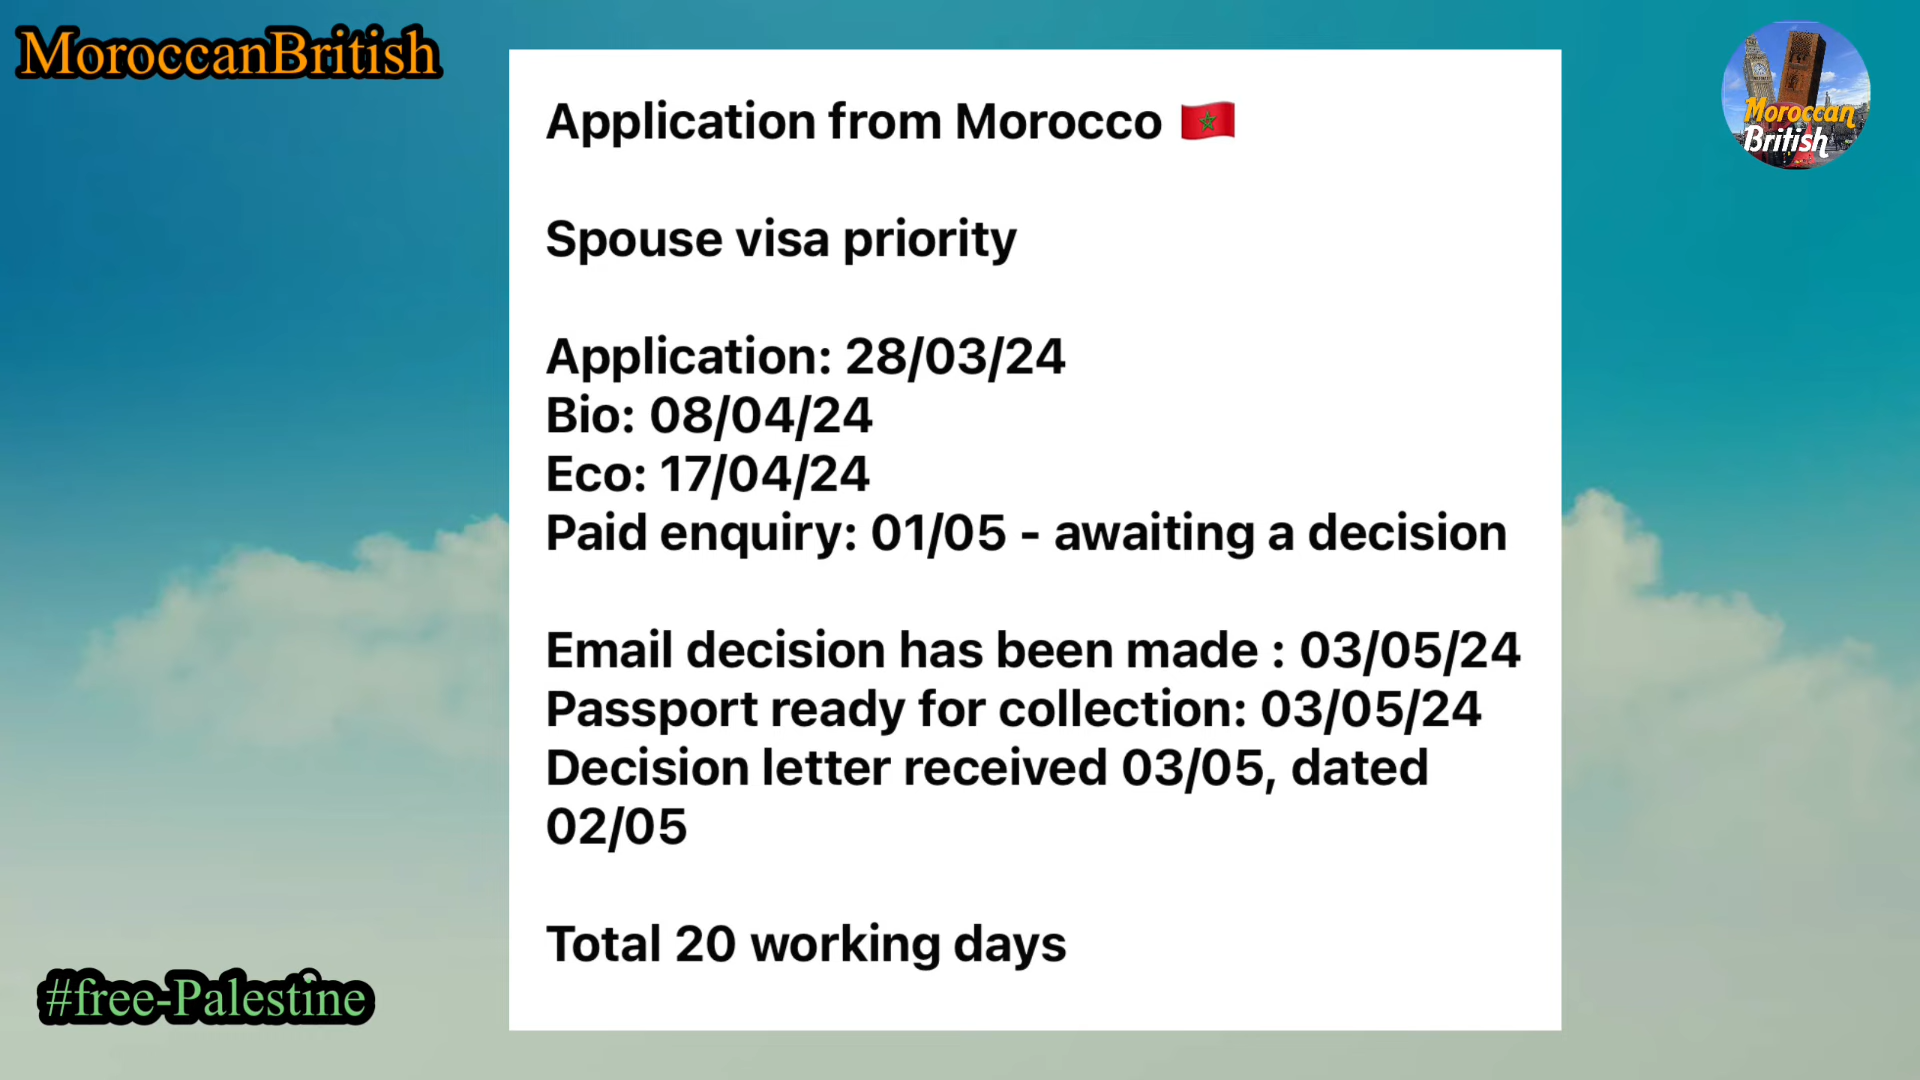 MoroccanBritish
Moroccan
British
Application from Morocco 🇲🇦
Spouse visa priority
Application: 28/03/24
Bio: 08/04/24
Eco: 17/04/24
Paid enquiry: 01/05 - awaiting a decision
Email decision has been made : 03/05/24
Passport ready for collection: 03/05/24
Decision letter received 03/05, dated
02/05
Total 20 working days
#free-Palestine